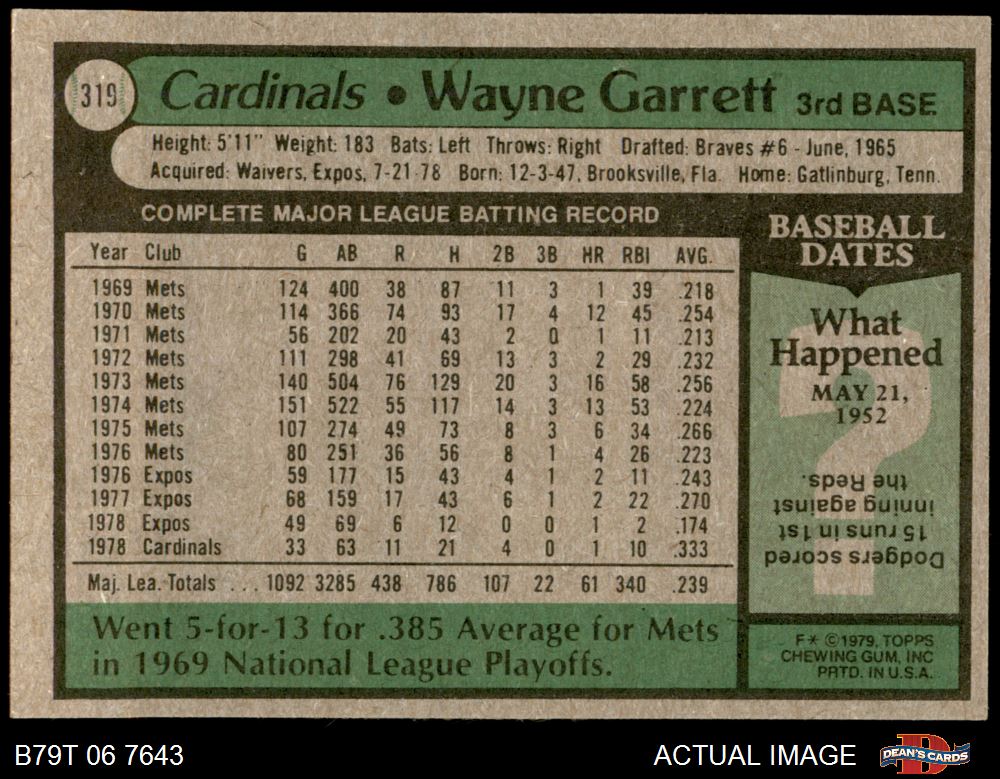 319 Cardinals • Wayne Garrett 3rd BASE
Height: 5'11" Weight: 183 Bats: Left Throws: Right Drafted: Braves #6 - June, 1965
Acquired: Waivers, Expos, 7-21-78 Born: 12-3-47, Brooksville, Fla. Home: Gatlinburg, Tenn.
COMPLETE MAJOR LEAGUE BATTING RECORD
Year Club G AB R H 2B 3B HR RBI AVG.
1969 Mets 124 400 38 87 11 3 1 39 .218
1970 Mets 114 366 74 93 17 4 12 45 .254
1971 Mets 56 202 20 43 2 0 1 11 .213
1972 Mets 111 298 41 69 13 3 2 29 .232
1973 Mets 140 504 76 129 20 3 16 58 .256
1974 Mets 151 522 55 117 14 3 13 53 .224
1975 Mets 107 274 49 73 8 3 6 34 .266
1976 Mets 80 251 36 56 8 1 4 26 .223
1976 Expos 59 177 15 43 4 1 2 11 .243
1977 Expos 68 159 17 43 6 1 2 22 .270
1978 Expos 49 69 6 12 0 0 1 2 .174
1978 Cardinals 33 63 11 21 4 0 1 10 .333
Maj. Lea. Totals ... 1092 3285 438 786 107 22 61 340 .239
Went 5-for-13 for .385 Average for Mets
in 1969 National League Playoffs.
BASEBALL
DATES
What
Happened
MAY 21,
1952
?
Dodgers scored
15 runs in 1st
inning against
the Reds.
F* ©1979, TOPPS
CHEWING GUM, INC
PRTD. IN U.S.A.
B79T 06 7643
ACTUAL IMAGE
D
DEAN'S CARDS